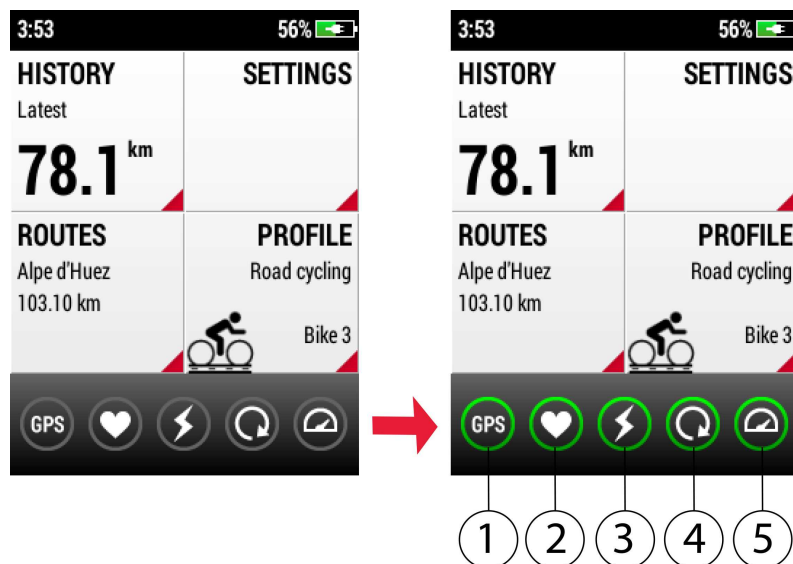 3:53 56%
HISTORY SETTINGS
Latest
78.1 km
ROUTES PROFILE
Alpe d'Huez Road cycling
103.10 km
Bike 3
GPS
3:53 56%
HISTORY SETTINGS
Latest
78.1 km
ROUTES PROFILE
Alpe d'Huez Road cycling
103.10 km
Bike 3
GPS
1 2 3 4 5